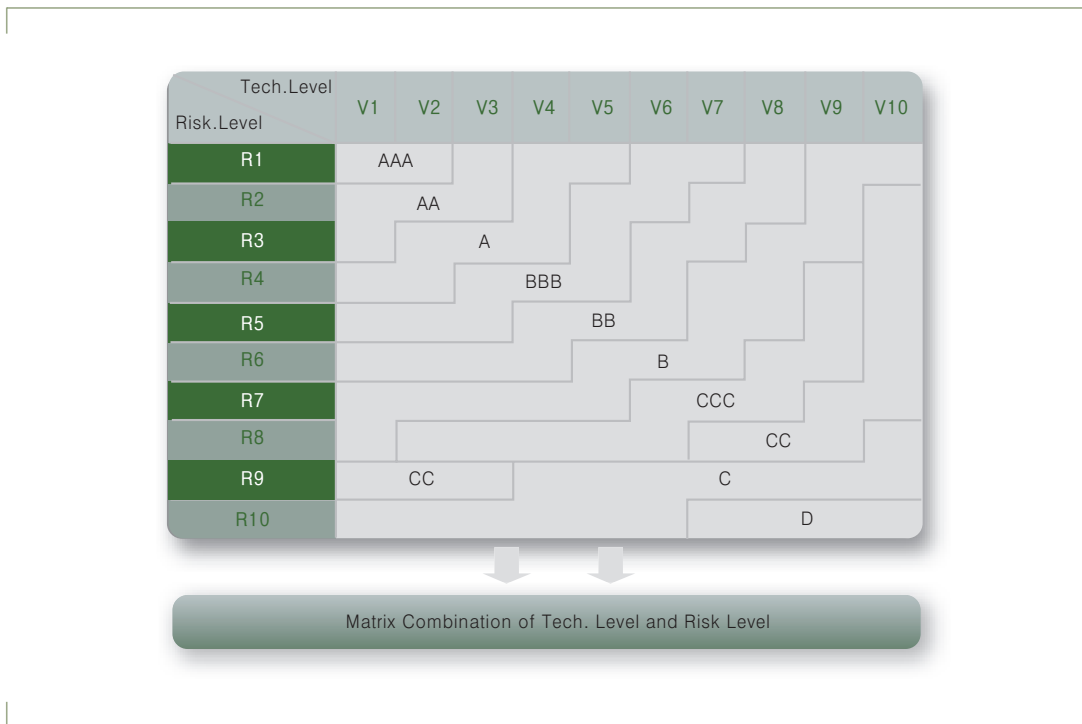 Tech.Level
Risk.Level
V1 V2 V3 V4 V5 V6 V7 V8 V9 V10
R1 AAA
R2 AA
R3 A
R4 BBB
R5 BB
R6 B
R7 CCC
R8 CC
R9 CC C
R10 D
Matrix Combination of Tech. Level and Risk Level